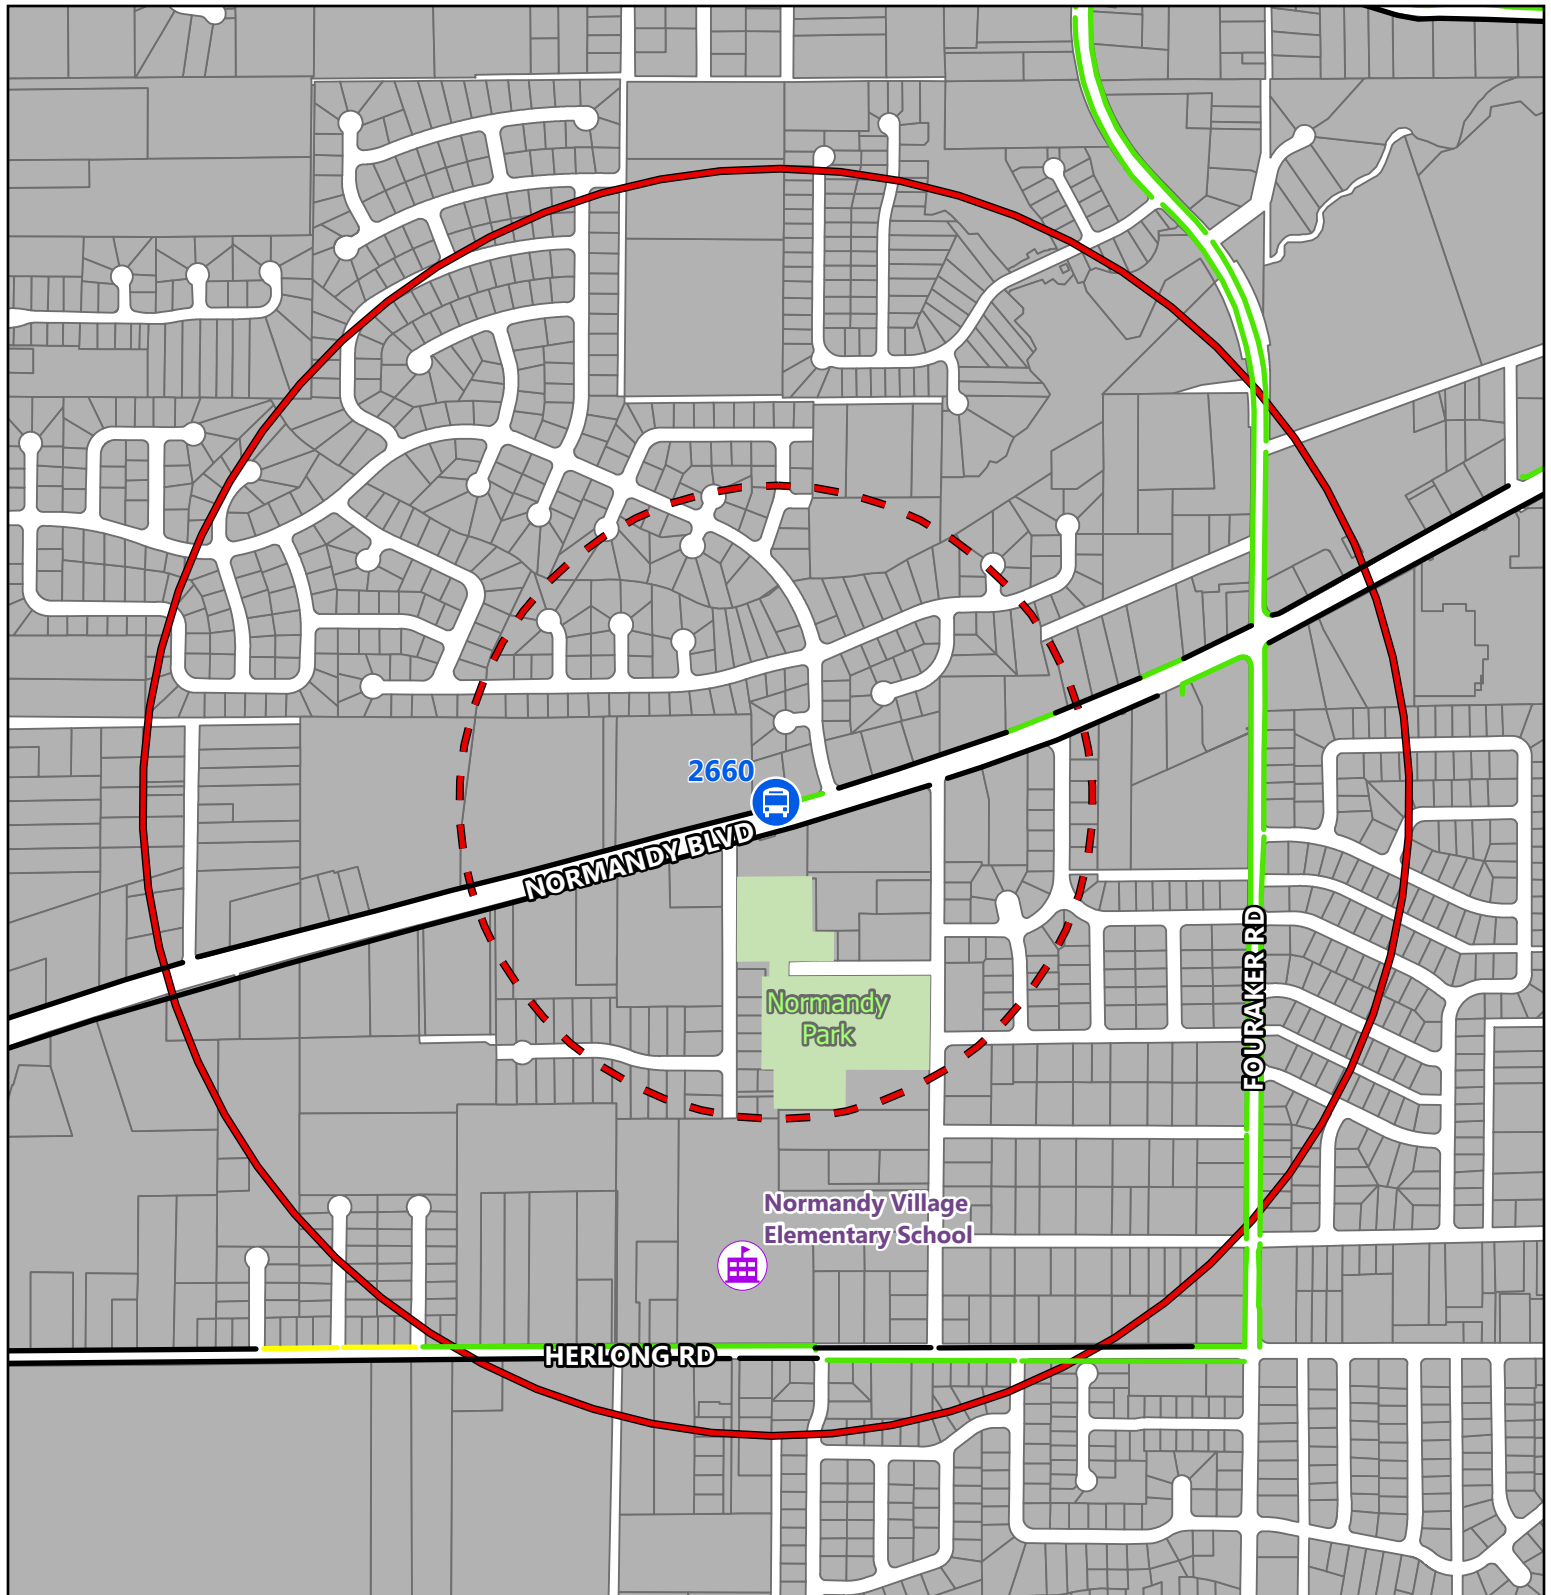 2660
NORMANDY BLVD
FOURAKER RD
Normandy
Park
Normandy Village
Elementary School
HERLONG RD